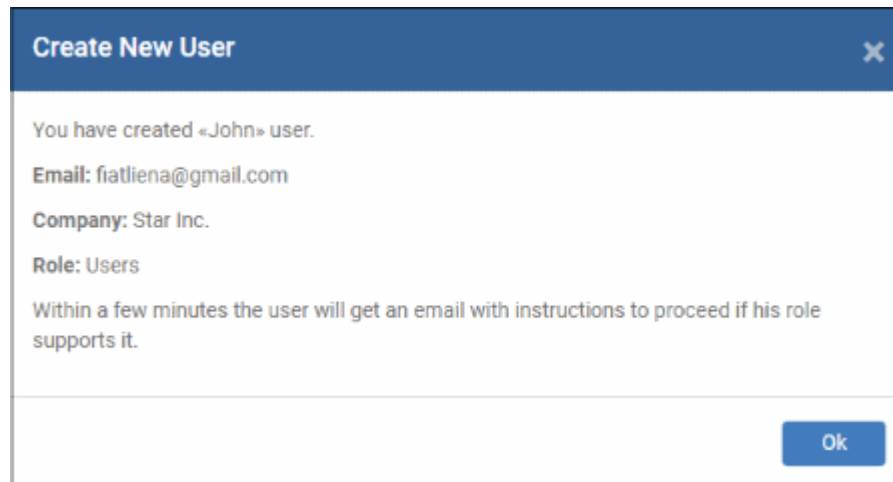 Create New User
You have created «John» user.
Email: fiatliena@gmail.com
Company: Star Inc.
Role: Users
Within a few minutes the user will get an email with instructions to proceed if his role
supports it.
Ok